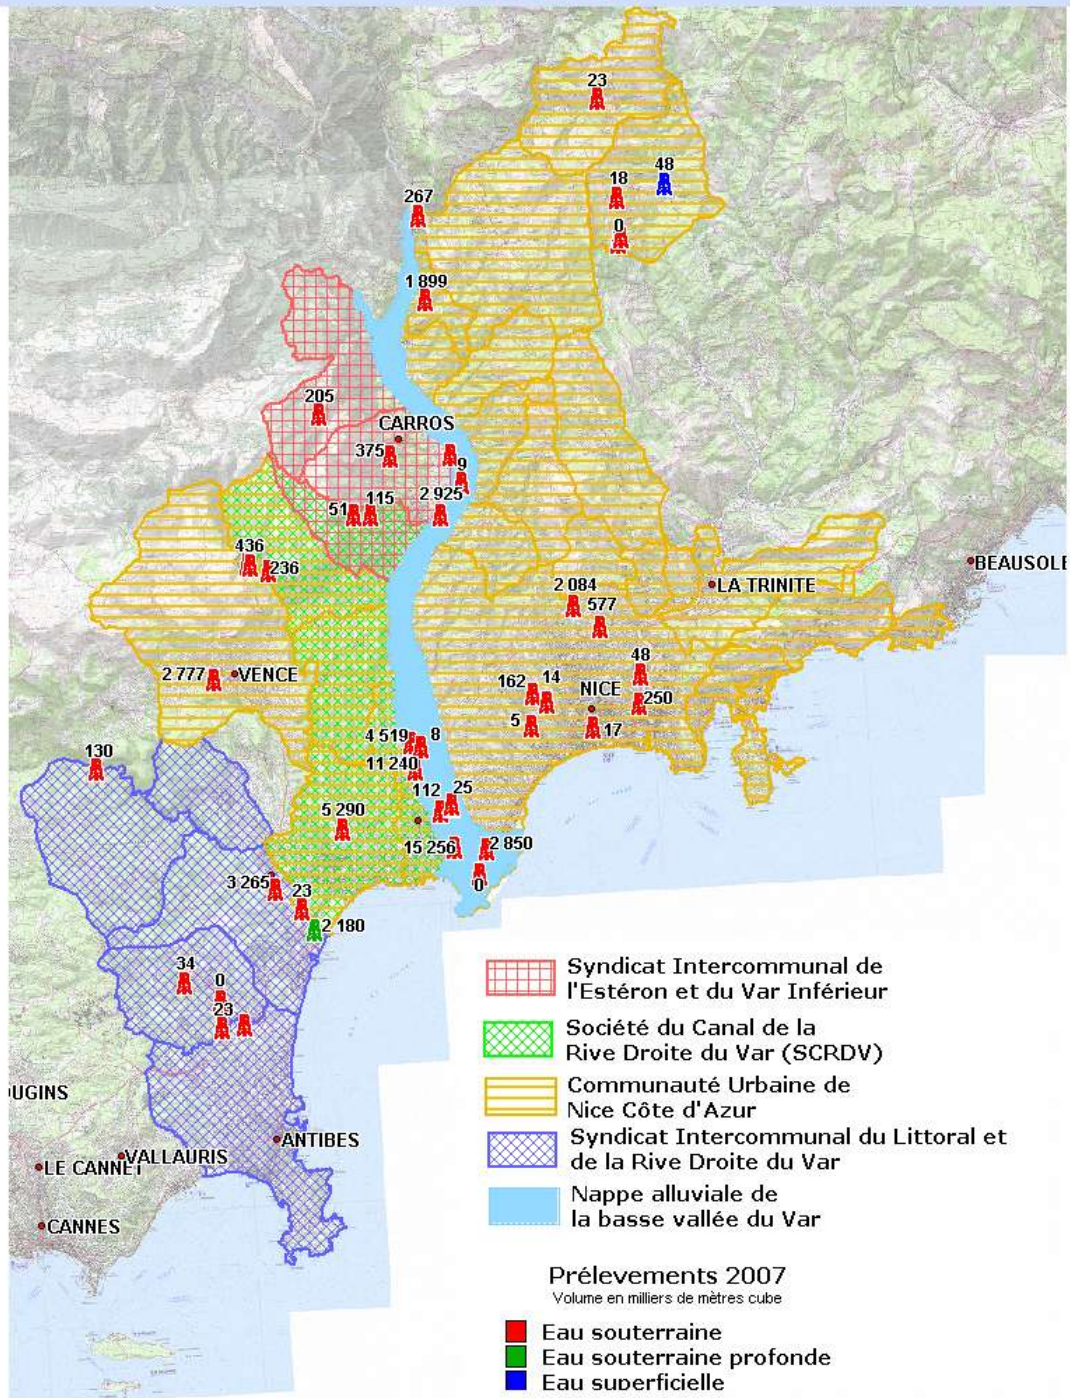 23
48
18
0
267
1 899
205
CARROS
375
9
2 925
51
115
436
236
BEAUSOLE
2 084
LA TRINITE
577
48
2 777
VENCE
162
14
NICE
250
5
17
4 519
8
11 240
130
112
25
5 290
15 256
2 850
0
3 265
23
2 180
34
0
23
Syndicat Intercommunal de
l'Estéron et du Var Inférieur
Société du Canal de la
Rive Droite du Var (SCRDV)
Communauté Urbaine de
Nice Côte d'Azur
Syndicat Intercommunal du Littoral et
de la Rive Droite du Var
Nappe alluviale de
la basse vallée du Var
UGINS
ANTIBES
VALLAURIS
LE CANNET
CANNES
Prélevements 2007
Volume en milliers de mètres cube
Eau souterraine
Eau souterraine profonde
Eau superficielle